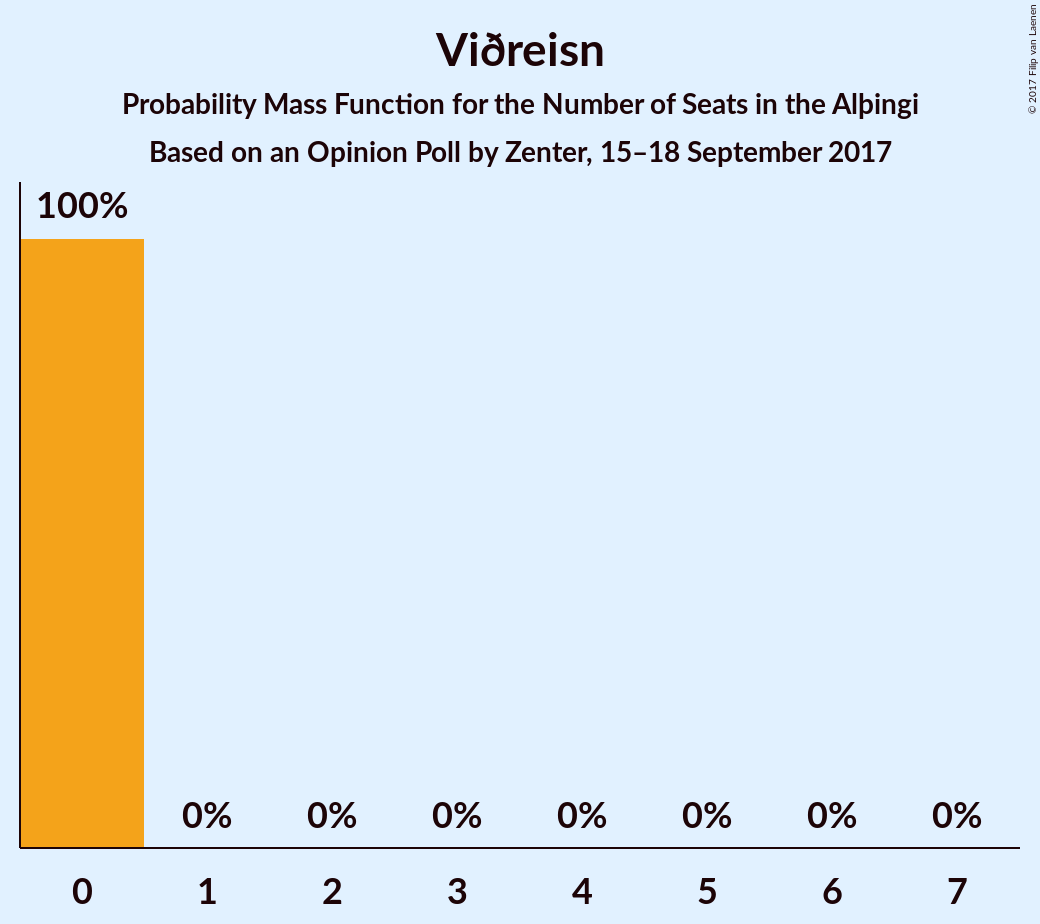 Viðreisn
Probability Mass Function for the Number of Seats in the Alþingi
Based on an Opinion Poll by Zenter, 15–18 September 2017
© 2017 Filip van Laenen
100%
0% 0% 0% 0% 0% 0% 0%
0 1 2 3 4 5 6 7